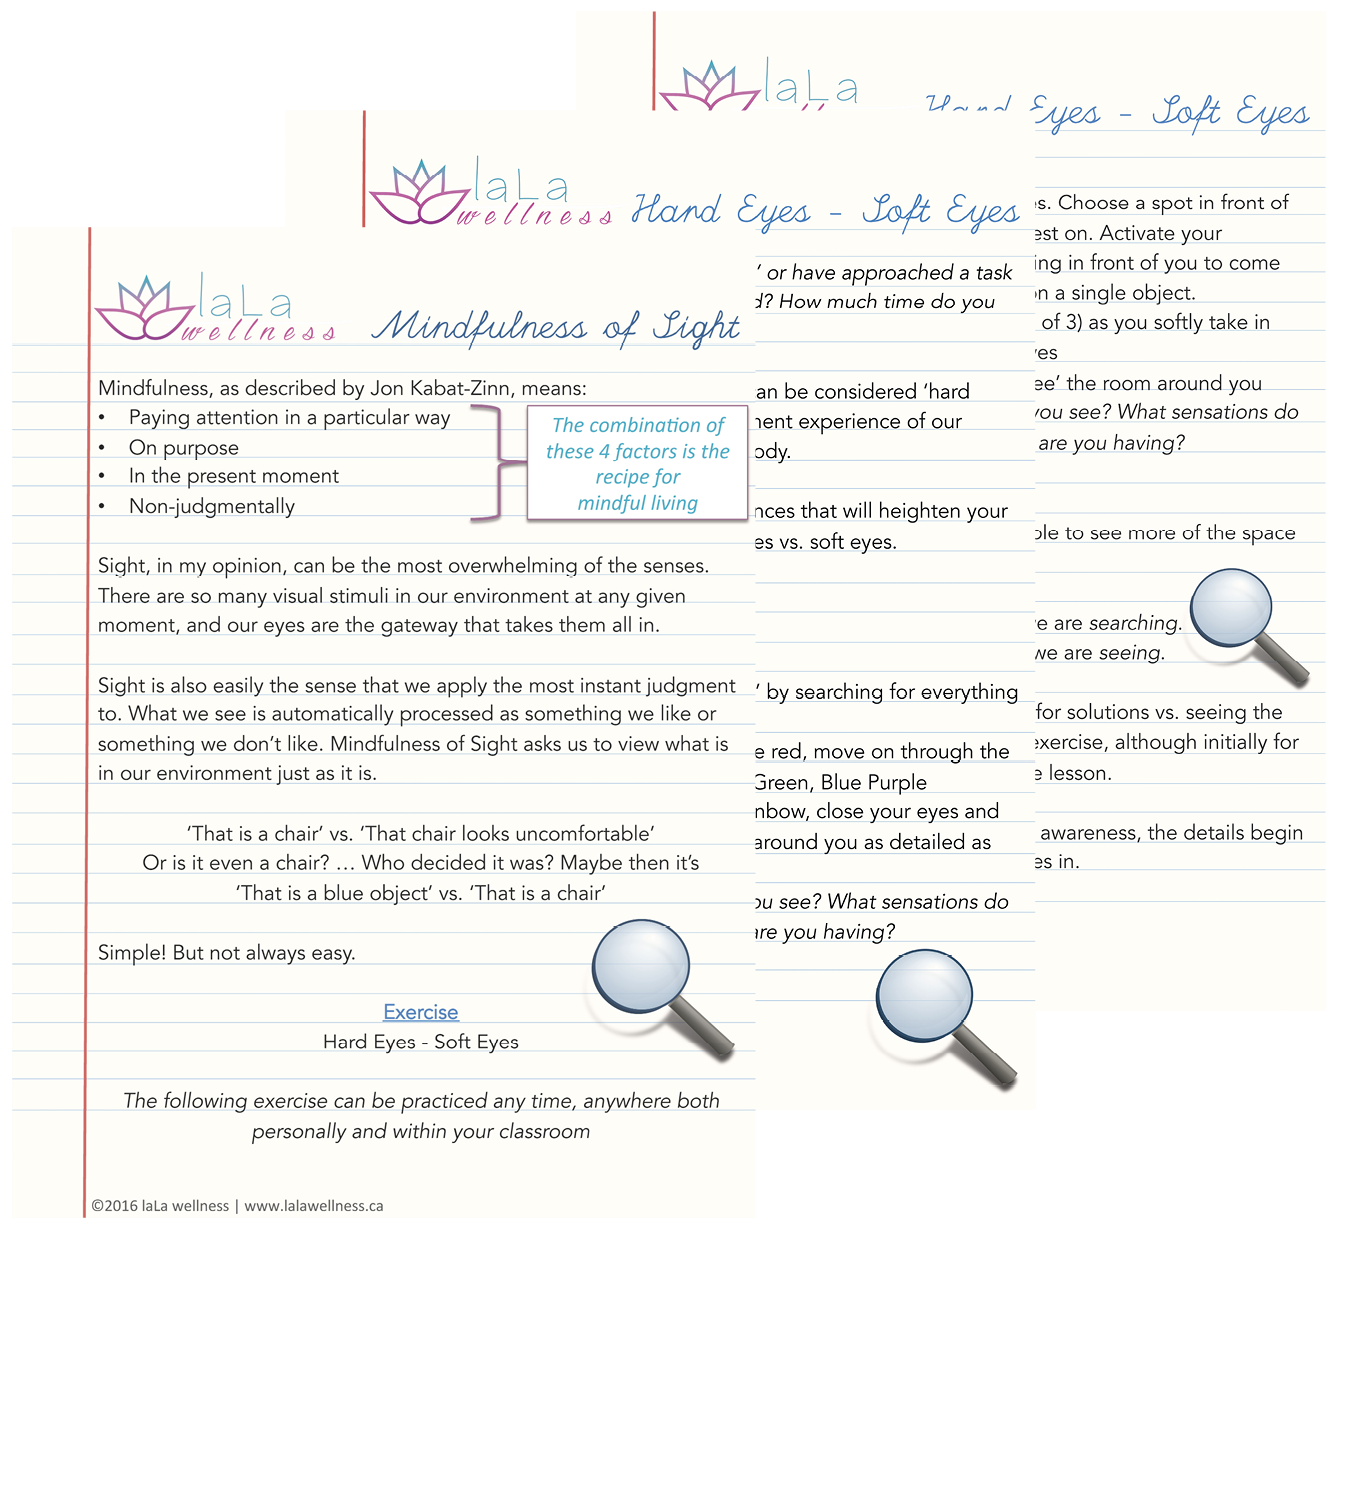 laLa
wellness
Mindfulness of Sight
Mindfulness, as described by Jon Kabat-Zinn, means:
• Paying attention in a particular way
• On purpose
• In the present moment
• Non-judgmentally
The combination of
these 4 factors is the
recipe for
mindful living
Sight, in my opinion, can be the most overwhelming of the senses.
There are so many visual stimuli in our environment at any given
moment, and our eyes are the gateway that takes them all in.
Sight is also easily the sense that we apply the most instant judgment
to. What we see is automatically processed as something we like or
something we don’t like. Mindfulness of Sight asks us to view what is
in our environment just as it is.
‘That is a chair’ vs. ‘That chair looks uncomfortable’
Or is it even a chair? … Who decided it was? Maybe then it’s
‘That is a blue object’ vs. ‘That is a chair’
Simple! But not always easy.
Exercise
Hard Eyes - Soft Eyes
The following exercise can be practiced any time, anywhere both
personally and within your classroom
©2016 laLa wellness | www.lalawellness.ca
laLa
wellness
Hard Eyes - Soft Eyes
’ or have approached a task
? How much time do you
can be considered ‘hard
experience of our
that will heighten your
vs. soft eyes.
’ by searching for everything
red, move on through the
Green, Blue Purple
close your eyes and
around you as detailed as
you see? What sensations do
are you having?
laLa
Hard Eyes - Soft Eyes
Choose a spot in front of
on. Activate your
in front of you to come
on a single object.
of 3) as you softly take in
the room around you
you see? What sensations do
are you having?
to see more of the space
are searching.
we are seeing.
for solutions vs. seeing the
exercise, although initially for
lesson.
awareness, the details begin
in.